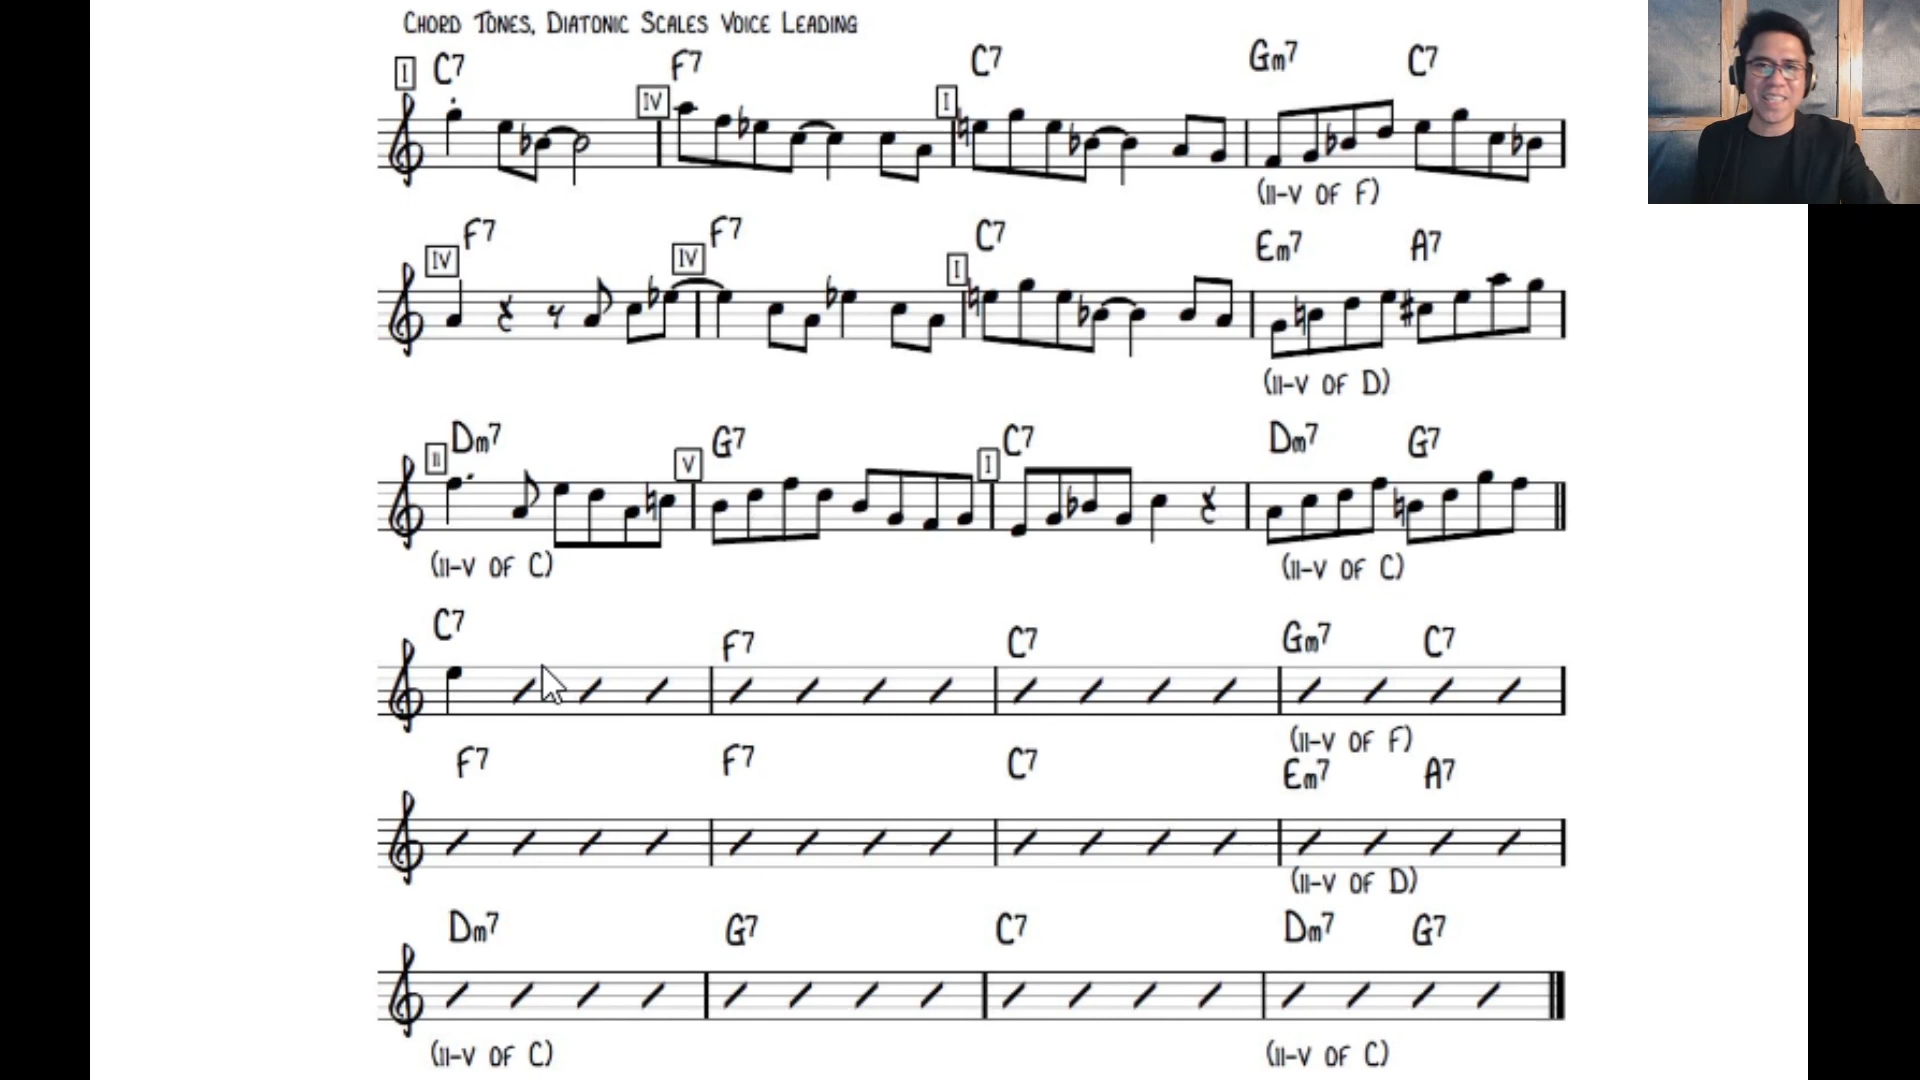 CHORD TONES, DIATONIC SCALES VOICE LEADING
I C7 IV F7 I C7 Gm7 C7
(II-V OF F)
IV F7 IV F7 I C7 Em7 A7
(II-V OF D)
II Dm7 V G7 I C7 Dm7 G7
(II-V OF C) (II-V OF C)
C7 F7 C7 Gm7 C7
(II-V OF F)
F7 F7 C7 Em7 A7
(II-V OF D)
Dm7 G7 C7 Dm7 G7
(II-V OF C) (II-V OF C)